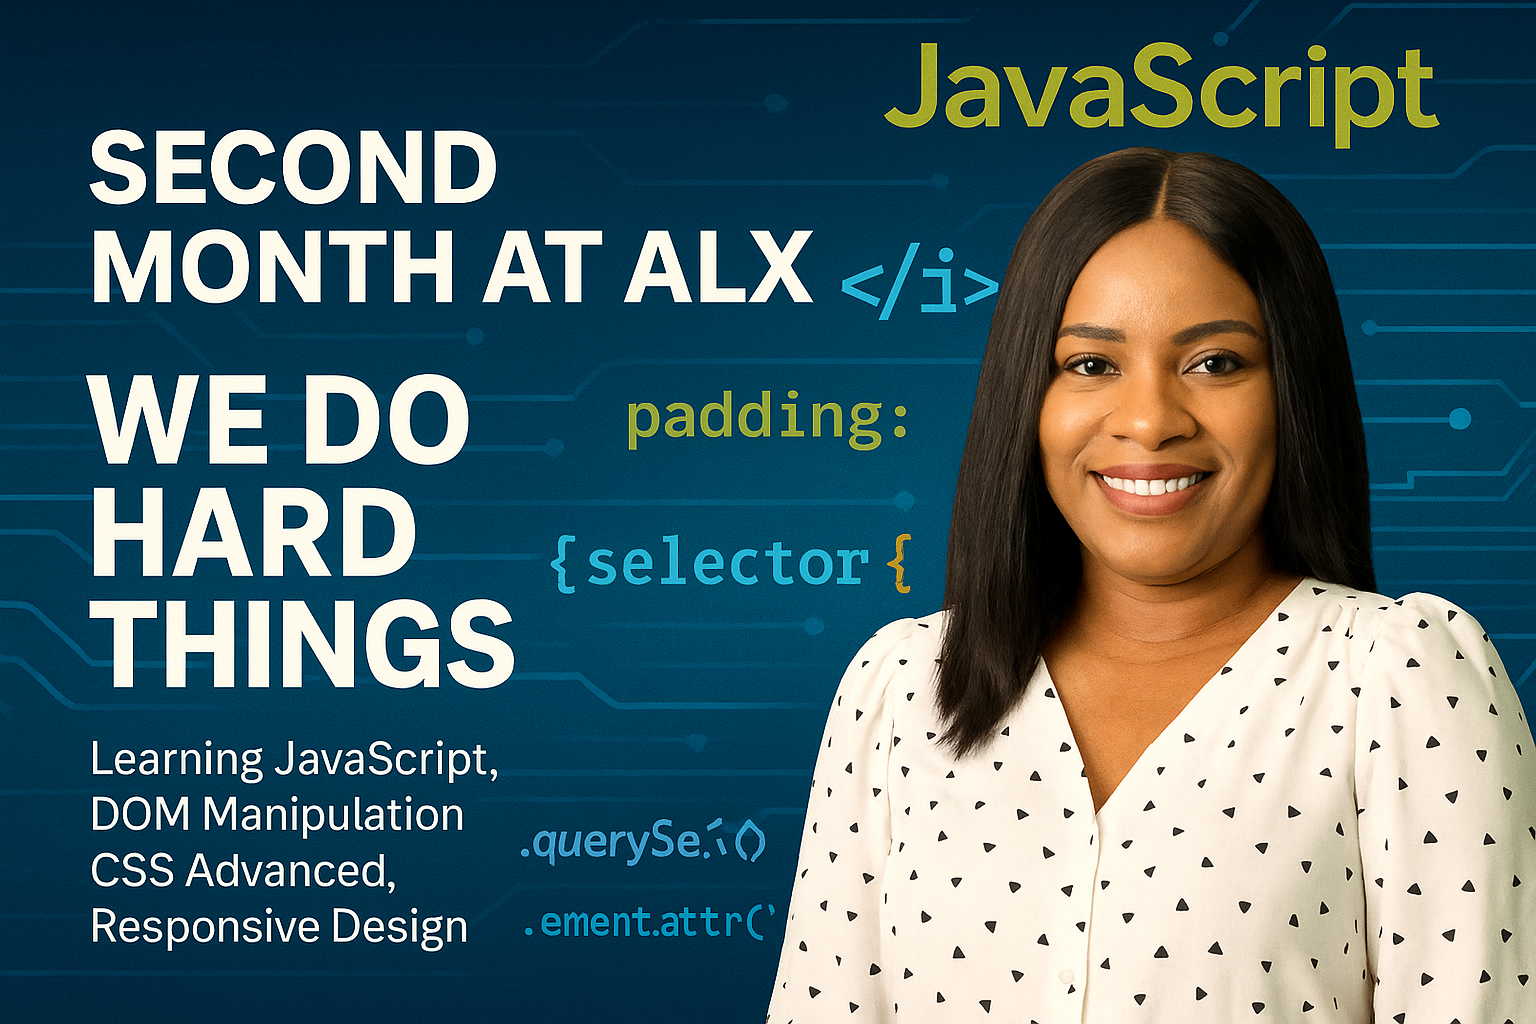 JavaScript
SECOND
MONTH AT ALX
</i>
WE DO
HARD
THINGS
padding:
{selector{
Learning JavaScript,
DOM Manipulation
CSS Advanced,
Responsive Design
.ement.attr('